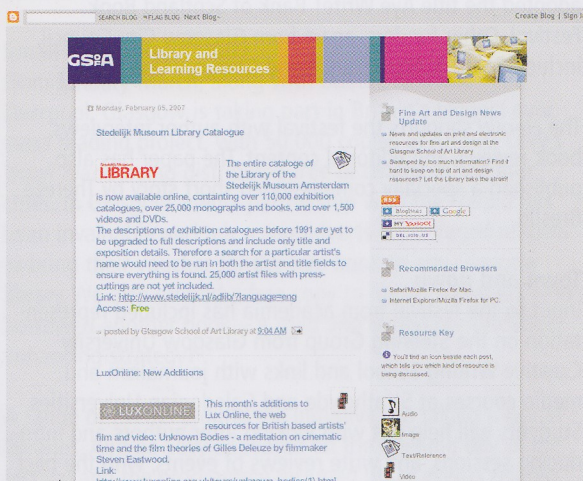 SEARCH BLOG FLAG BLOG Next Blog»
Create Blog | Sign I
GSoA
Library and
Learning Resources
Monday, February 05, 2007
Stedelijk Museum Library Catalogue
LIBRARY
The entire cataloge of
the Library of the
Stedelijk Museum Amsterdam
is now available online, containting over 110,000 exhibition
catalogues, over 25,000 monographs and books, and over 1,500
videos and DVDs.
The descriptions of exhibition catalogues before 1991 are yet to
be upgraded to full descriptions and include only title and
exposition details. Therefore a search for a particular artist's
name would need to be run in both the artist and title fields to
ensure everything is found. 25,000 artist files with press-
cuttings are not yet included.
Link: http://www.stedelijk.nl/adlib/?language=eng
Access: Free
posted by Glasgow School of Art Library at 9:04 AM
LuxOnline: New Additions
LUXONLINE
This month's additions to
Lux Online, the web
resources for British based artists'
film and video: Unknown Bodies - a meditation on cinematic
time and the film theories of Gilles Deleuze by filmmaker
Steven Eastwood.
Link:
Fine Art and Design News
Update
News and updates on print and electronic
resources for fine art and design at the
Glasgow School of Art Library
Swamped by too much information? Find it
hard to keep on top of art and design
resources? Let the Library take the strain!!
RSS
Bloglines
Google
MY YAHOO!
DEL.ICIO.US
Recommended Browsers
Safari/Mozilla Firefox for Mac.
Internet Explorer/Mozilla Firefox for PC.
Resource Key
You'll find an icon beside each post,
which tells you which kind of resource is
being discussed.
Audio
Image
Text/Reference
Video